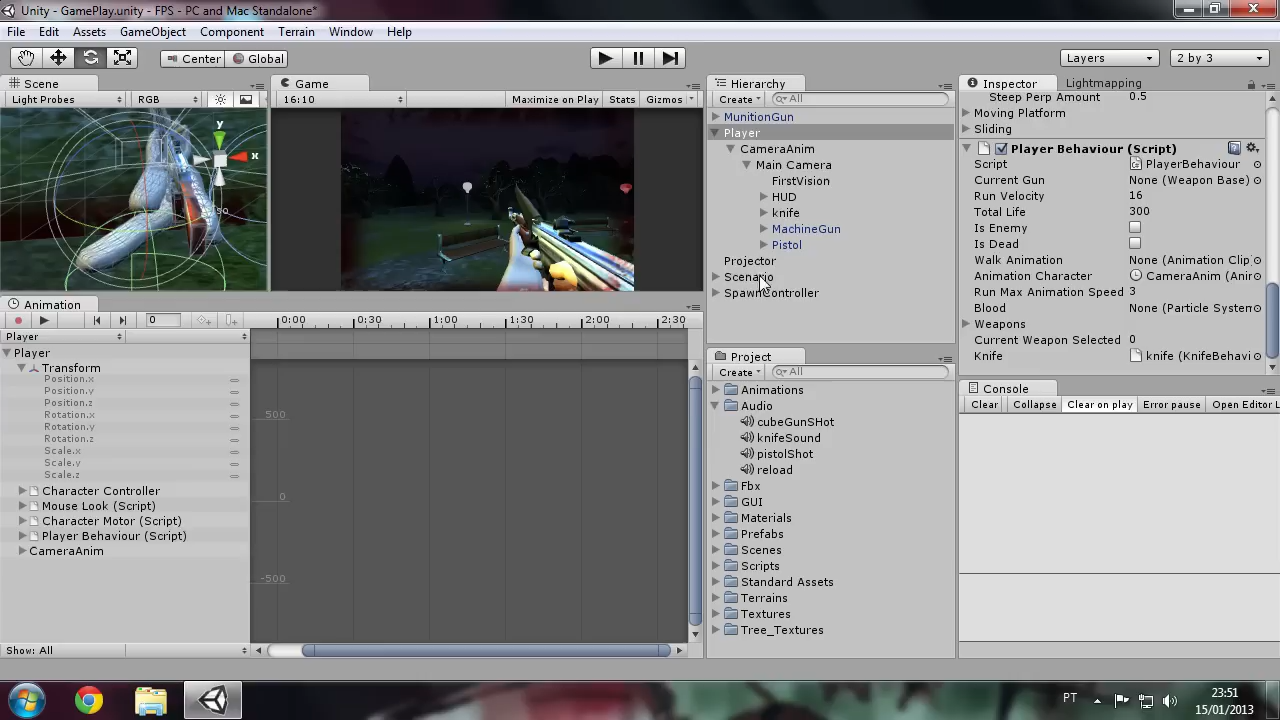 Unity - GamePlay.unity - FPS - PC and Mac Standalone*
File Edit Assets GameObject Component Terrain Window Help
Center Global Layers 2 by 3
Scene
Light Probes RGB
y
x
Game
16:10 Maximize on Play Stats Gizmos
Hierarchy
Create All
MunitionGun
Player
CameraAnim
Main Camera
FirstVision
HUD
knife
MachineGun
Pistol
Projector
Scenario
SpawnController
Inspector Lightmapping
Steep Perp Amount 0.5
Moving Platform
Sliding
Player Behaviour (Script)
Script PlayerBehaviour
Current Gun None (Weapon Base)
Run Velocity 16
Total Life 300
Is Enemy
Is Dead
Walk Animation None (Animation Clip
Animation Character CameraAnim (Anir
Run Max Animation Speed 3
Blood None (Particle System
Weapons
Current Weapon Selected 0
Knife knife (KnifeBehavi
Animation
0 0:00 0:30 1:00 1:30 2:00 2:30
Player
Player
Transform
Position.x
Position.y
Position.z
Rotation.x
Rotation.y
Rotation.z
Scale.x
Scale.y
Scale.z
Character Controller
Mouse Look (Script)
Character Motor (Script)
Player Behaviour (Script)
CameraAnim
500
0
-500
Show: All
Project
Create All
Animations
Audio
cubeGunSHot
knifeSound
pistolShot
reload
Fbx
GUI
Materials
Prefabs
Scenes
Scripts
Standard Assets
Terrains
Textures
Tree_Textures
Console
Clear Collapse Clear on play Error pause Open Editor L
PT
23:51
15/01/2013